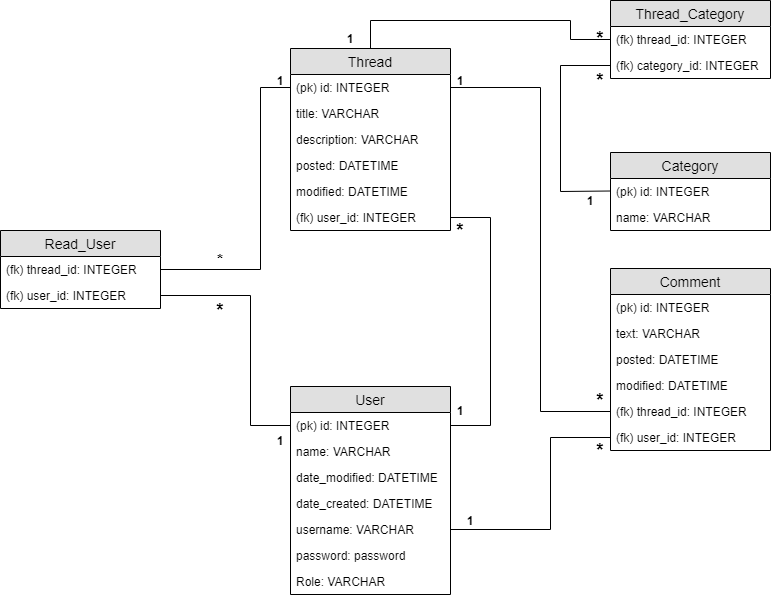 Thread_Category
(fk) thread_id: INTEGER
(fk) category_id: INTEGER
1
*
*
Thread
(pk) id: INTEGER
title: VARCHAR
description: VARCHAR
posted: DATETIME
modified: DATETIME
(fk) user_id: INTEGER
1
1
*
Category
(pk) id: INTEGER
name: VARCHAR
1
Read_User
(fk) thread_id: INTEGER
(fk) user_id: INTEGER
*
*
Comment
(pk) id: INTEGER
text: VARCHAR
posted: DATETIME
modified: DATETIME
(fk) thread_id: INTEGER
(fk) user_id: INTEGER
*
*
User
(pk) id: INTEGER
name: VARCHAR
date_modified: DATETIME
date_created: DATETIME
username: VARCHAR
password: password
Role: VARCHAR
1
1
1